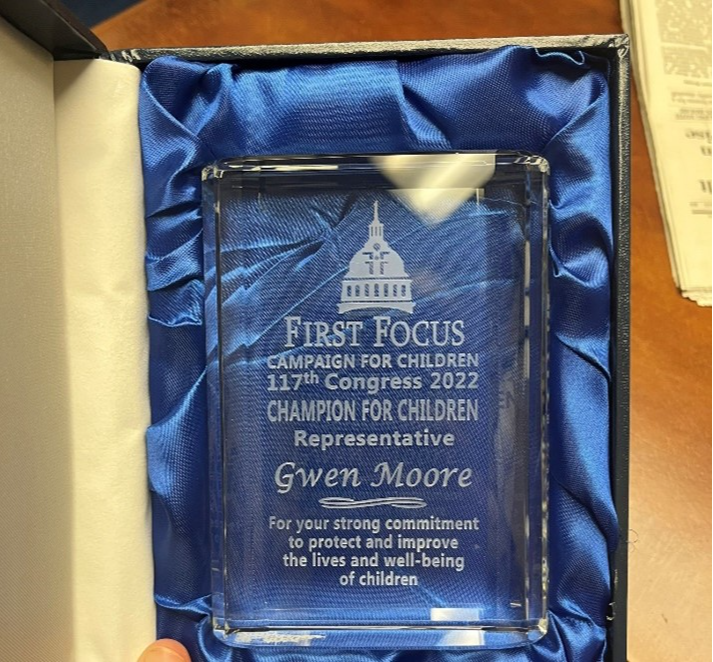 FIRST FOCUS
CAMPAIGN FOR CHILDREN
117th Congress 2022
CHAMPION FOR CHILDREN
Representative
Gwen Moore
For your strong commitment
to protect and improve
the lives and well-being
of children